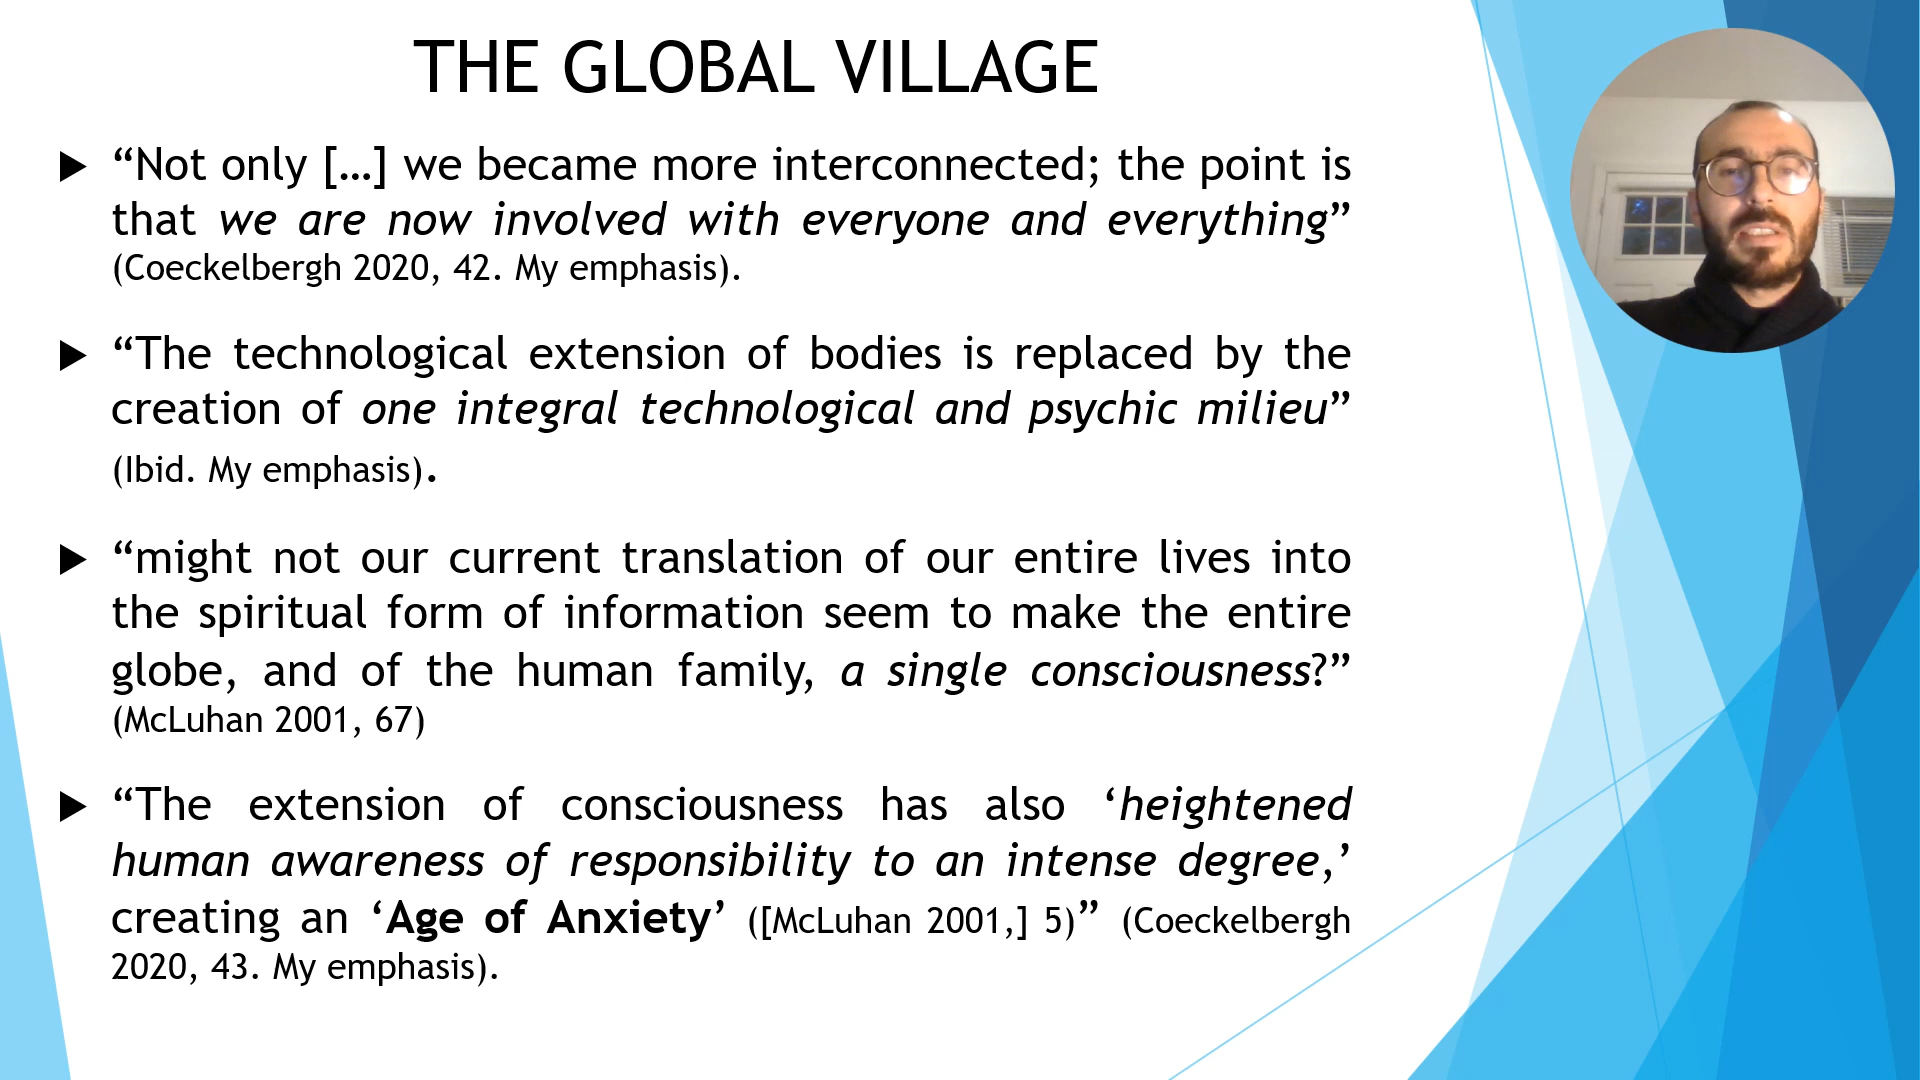 THE GLOBAL VILLAGE
“Not only […] we became more interconnected; the point is
that we are now involved with everyone and everything”
(Coeckelbergh 2020, 42. My emphasis).
“The technological extension of bodies is replaced by the
creation of one integral technological and psychic milieu”
(Ibid. My emphasis).
“might not our current translation of our entire lives into
the spiritual form of information seem to make the entire
globe, and of the human family, a single consciousness?”
(McLuhan 2001, 67)
“The extension of consciousness has also ‘heightened
human awareness of responsibility to an intense degree,’
creating an ‘Age of Anxiety’ ([McLuhan 2001,] 5)” (Coeckelbergh
2020, 43. My emphasis).